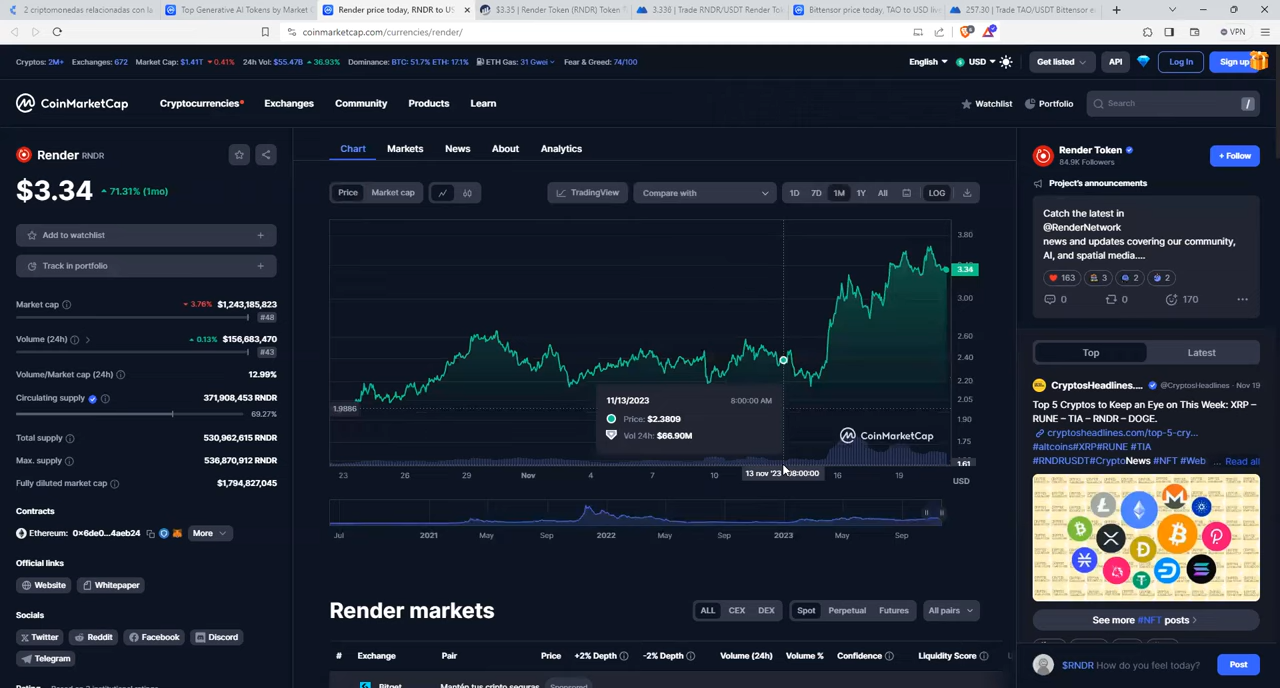 2 criptomonedas relacionadas con la
Top Generative AI Tokens by Market C
Render price today, RNDR to US
$3.35 | Render Token (RNDR) Token
3.336 | Trade RNDR/USDT Render Tok
Bittensor price today, TAO to USD live
257.30 | Trade TAO/USDT Bittensor e
coinmarketcap.com/currencies/render/
VPN
Cryptos: 2M+ Exchanges: 672 Market Cap: $1.41T 0.41% 24h Vol: $55.47B 36.93% Dominance: BTC: 51.7% ETH: 17.1% ETH Gas: 31 Gwei Fear & Greed: 74/100
English USD Get listed API Log In Sign up
CoinMarketCap Cryptocurrencies Exchanges Community Products Learn Watchlist Portfolio Search /
Render RNDR
$3.34 71.31% (1mo)
Add to watchlist +
Track in portfolio +
Market cap 3.76% $1,243,185,823
#48
Volume (24h) 0.13% $156,683,470
#43
Volume/Market cap (24h) 12.99%
Circulating supply 371,908,453 RNDR
69.27%
Total supply 530,962,615 RNDR
Max. supply 536,870,912 RNDR
Fully diluted market cap $1,794,827,045
Contracts
Ethereum: 0x6de0...aeb24 More
Official links
Website Whitepaper
Socials
Twitter Reddit Facebook Discord
Telegram
Chart Markets News About Analytics
Price Market cap TradingView Compare with 1D 7D 1M 1Y All LOG
3.80
3.34
3.00
2.60
2.40
2.20
2.05
1.90
1.75
1.61
USD
1.9886
11/13/2023 8:00:00 AM
Price: $2.3809
Vol 24h: $66.90M
CoinMarketCap
13 nov '23 08:00:00
23 26 29 Nov 4 7 10 16 19
Jul 2021 May Sep 2022 May Sep 2023 May Sep
Render markets ALL CEX DEX Spot Perpetual Futures All pairs
# Exchange Pair Price +2% Depth -2% Depth Volume (24h) Volume % Confidence Liquidity Score
Bitget Mantén tus cripto seguras Sponsored
Render Token
84.9K Followers
+ Follow
Project's announcements
Catch the latest in
@RenderNetwork
news and updates covering our community,
AI, and spatial media....
163 3 2 2
0 0 170
Top Latest
CryptosHeadlines.... @CryptosHeadlines · Nov 19
Top 5 Cryptos to Keep an Eye on This Week: XRP –
RUNE – TIA – RNDR – DOGE.
cryptosheadlines.com/top-5-cry...
#altcoins#XRP#RUNE #TIA
#RNDRUSDT#CryptoNews #NFT #Web ... Read all
See more #NFT posts
$RNDR How do you feel today? Post